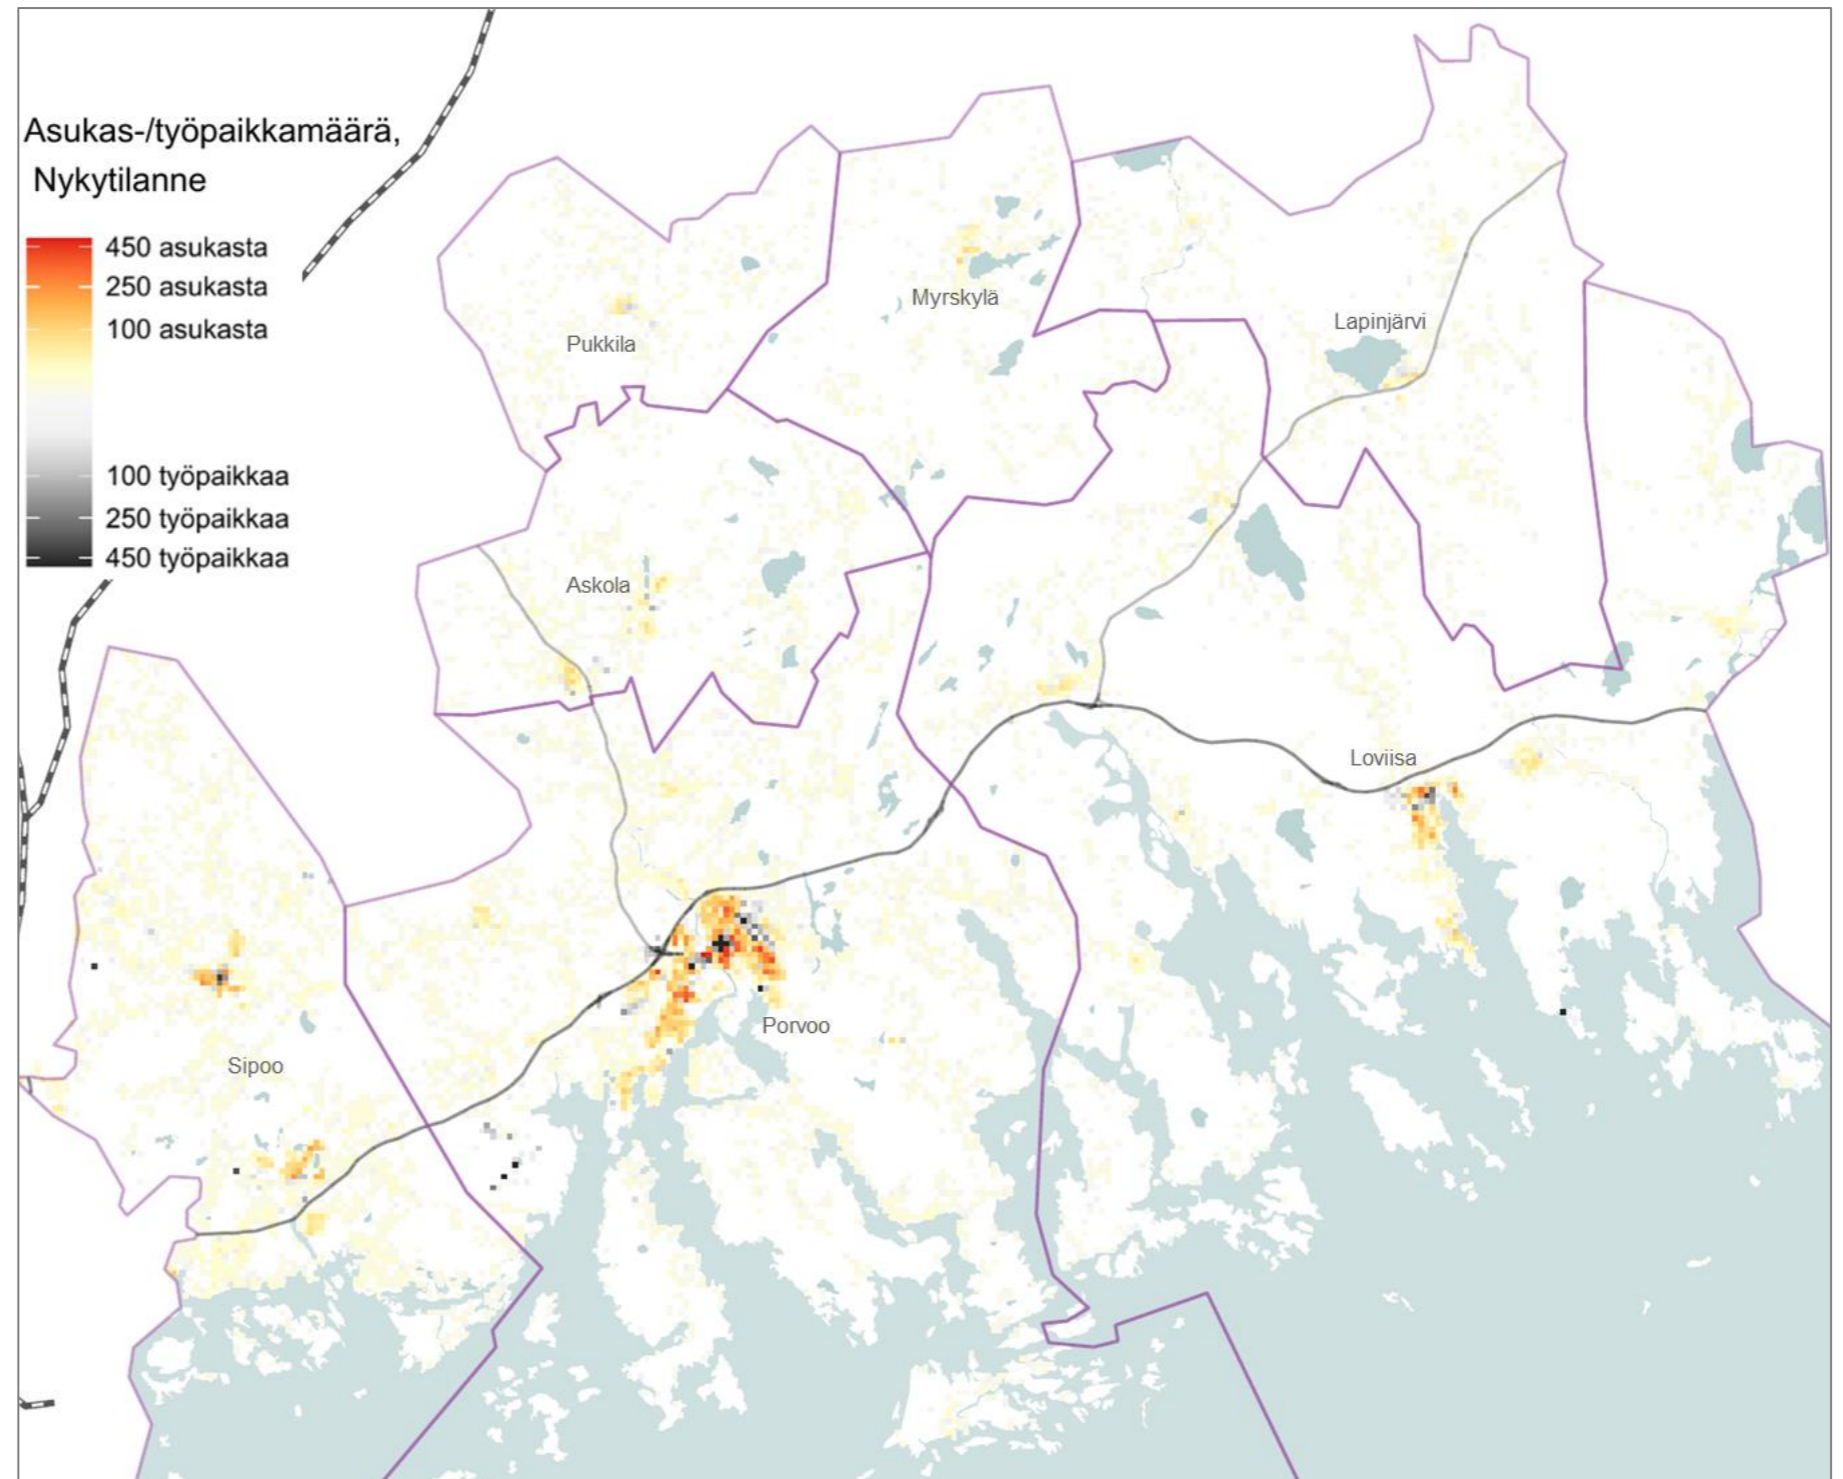 Asukas-/työpaikkamäärä,
Nykytilanne
450 asukasta
250 asukasta
100 asukasta
100 työpaikkaa
250 työpaikkaa
450 työpaikkaa
Myrskylä
Lapinjärvi
Pukkila
Askola
Loviisa
Porvoo
Sipoo